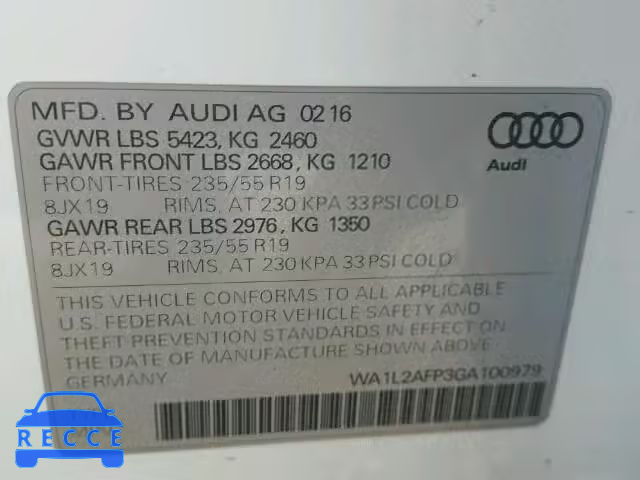 MFD. BY AUDI AG 02 16
GVWR LBS 5423, KG 2460
GAWR FRONT LBS 2668, KG 1210
FRONT-TIRES 235/55 R19
8JX19 RIMS, AT 230 KPA 33 PSI COLD
GAWR REAR LBS 2976, KG 1350
REAR-TIRES 235/55 R19
8JX19 RIMS, AT 230 KPA 33 PSI COLD
Audi
THIS VEHICLE CONFORMS TO ALL APPLICABLE
U.S. FEDERAL MOTOR VEHICLE SAFETY AND
THEFT PREVENTION STANDARDS IN EFFECT ON
THE DATE OF MANUFACTURE SHOWN ABOVE.
GERMANY WA1L2AFP3GA100979
RECCE